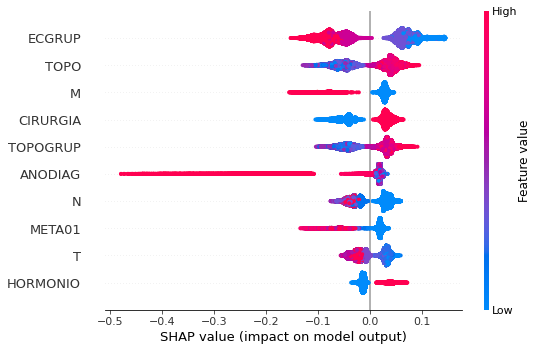 High
ECGRUP
TOPO
M
CIRURGIA
TOPOGRUP
ANODIAG
N
META01
T
HORMONIO
Feature value
Low
−0.5 −0.4 −0.3 −0.2 −0.1 0.0 0.1
SHAP value (impact on model output)